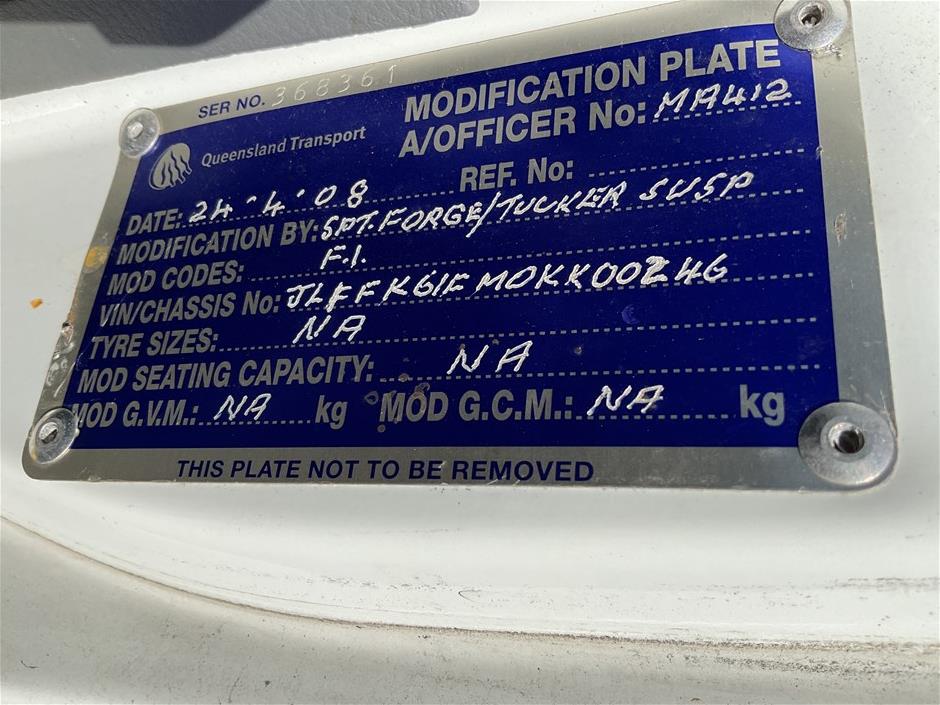 SER NO. 368361
Queensland Transport
MODIFICATION PLATE
A/OFFICER No: MA412
REF. No:
DATE: 24·4·08
MODIFICATION BY: SPT. FORGE/TUCKER SUSP
MOD CODES: F.1.
VIN/CHASSIS No: JLFFK61FMDKK00246
TYRE SIZES: NA
MOD SEATING CAPACITY: NA
MOD G.V.M.: NA kg MOD G.C.M.: NA kg
THIS PLATE NOT TO BE REMOVED